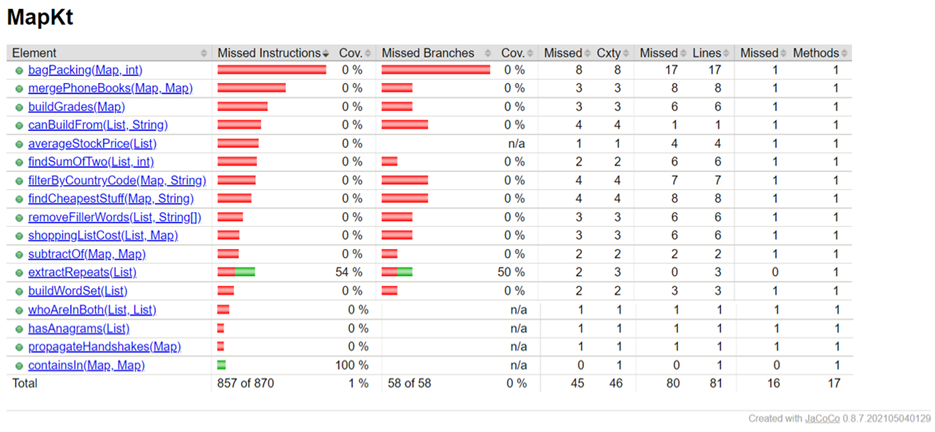 MapKt
Element Missed Instructions Cov. Missed Branches Cov. Missed Cxty Missed Lines Missed Methods
bagPacking(Map, int) 0 % 0 % 8 8 17 17 1 1
mergePhoneBooks(Map, Map) 0 % 0 % 3 3 8 8 1 1
buildGrades(Map) 0 % 0 % 3 3 6 6 1 1
canBuildFrom(List, String) 0 % 0 % 4 4 1 1 1 1
averageStockPrice(List) 0 % n/a 1 1 4 4 1 1
findSumOfTwo(List, int) 0 % 0 % 2 2 6 6 1 1
filterByCountryCode(Map, String) 0 % 0 % 4 4 7 7 1 1
findCheapestStuff(Map, String) 0 % 0 % 4 4 8 8 1 1
removeFillerWords(List, String[]) 0 % 0 % 3 3 6 6 1 1
shoppingListCost(List, Map) 0 % 0 % 3 3 6 6 1 1
subtractOf(Map, Map) 0 % 0 % 2 2 2 2 1 1
extractRepeats(List) 54 % 50 % 2 3 0 3 0 1
buildWordSet(List) 0 % 0 % 2 2 3 3 1 1
whoAreInBoth(List, List) 0 % n/a 1 1 1 1 1 1
hasAnagrams(List) 0 % n/a 1 1 1 1 1 1
propagateHandshakes(Map) 0 % n/a 1 1 1 1 1 1
containsIn(Map, Map) 100 % n/a 0 1 0 1 0 1
Total 857 of 870 1 % 58 of 58 0 % 45 46 80 81 16 17
Created with JaCoCo 0.8.7.202105040129